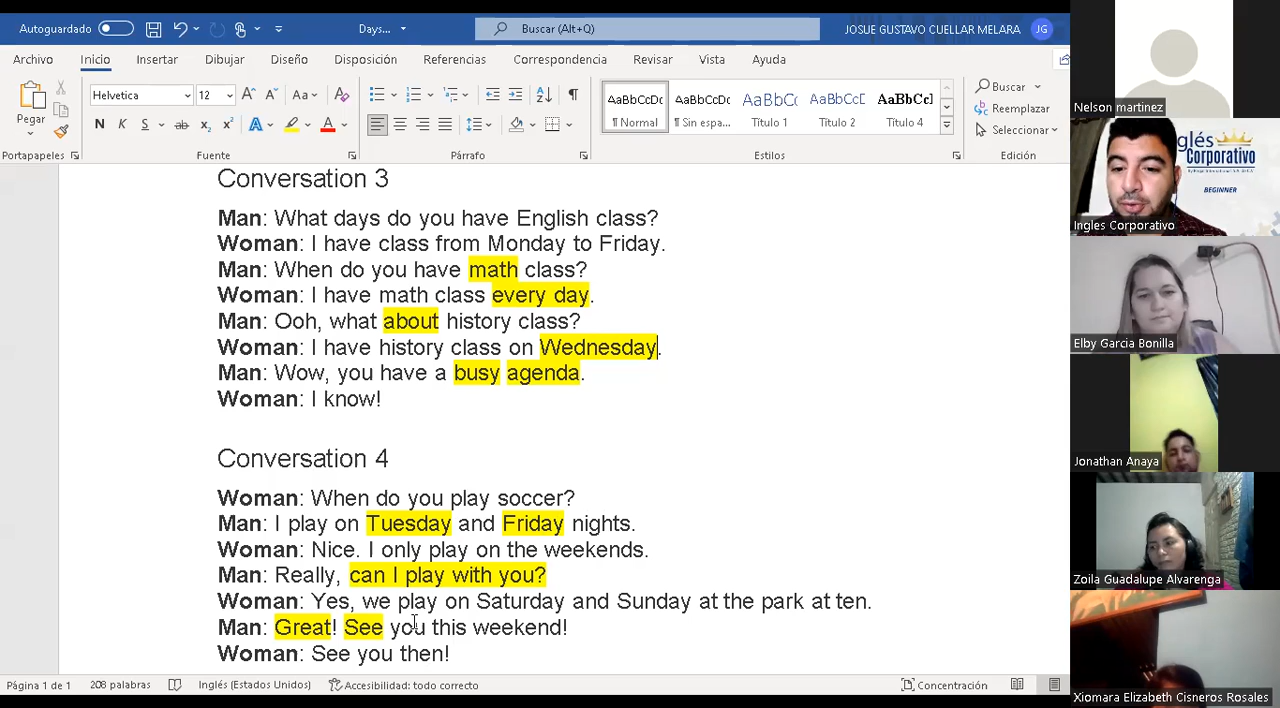 Autoguardado
Days...
Buscar (Alt+Q)
JOSUE GUSTAVO CUELLAR MELARA
JG
Archivo
Inicio
Insertar
Dibujar
Diseño
Disposición
Referencias
Correspondencia
Revisar
Vista
Ayuda
Pegar
Portapapeles
Helvetica
12
Aa
N K S ab x₂ x² A A
Fuente
Párrafo
AaBbCcDc
¶ Normal
AaBbCcDc
¶ Sin espa...
AaBbCc
Título 1
AaBbCcD
Título 2
AaBbCc
Título 4
Estilos
Buscar
Reemplazar
Seleccionar
Edición
Conversation 3
Man: What days do you have English class?
Woman: I have class from Monday to Friday.
Man: When do you have math class?
Woman: I have math class every day.
Man: Ooh, what about history class?
Woman: I have history class on Wednesday.
Man: Wow, you have a busy agenda.
Woman: I know!
Conversation 4
Woman: When do you play soccer?
Man: I play on Tuesday and Friday nights.
Woman: Nice. I only play on the weekends.
Man: Really, can I play with you?
Woman: Yes, we play on Saturday and Sunday at the park at ten.
Man: Great! See you this weekend!
Woman: See you then!
Página 1 de 1
208 palabras
Inglés (Estados Unidos)
Accesibilidad: todo correcto
Concentración
Nelson martinez
glés
Corporativo
BEGINNER
Ingles Corporativo
Elby Garcia Bonilla
Jonathan Anaya
Zoila Guadalupe Alvarenga
Xiomara Elizabeth Cisneros Rosales